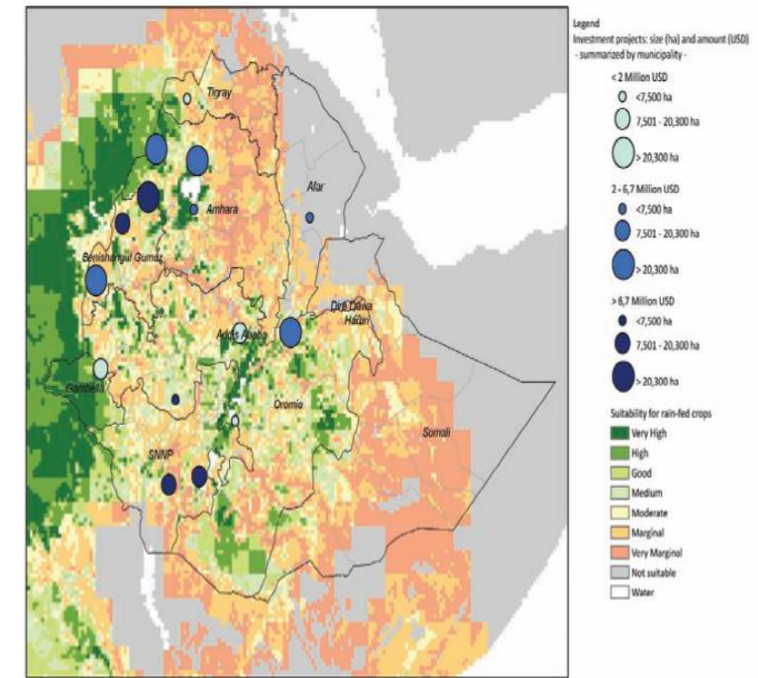 Legend
Investment projects: size (ha) and amount (USD)
- summarized by municipality -
< 2 Million USD
<7,500 ha
7,501 - 20,300 ha
> 20,300 ha
2 - 6,7 Million USD
<7,500 ha
7,501 - 20,300 ha
> 20,300 ha
> 6,7 Million USD
<7,500 ha
7,501 - 20,300 ha
> 20,300 ha
Suitability for rain-fed crops
Very High
High
Good
Medium
Moderate
Marginal
Very Marginal
Not suitable
Water
Tigray
Afar
Amhara
Benishangul Gumuz
Dire Dawa
Harari
Addis Ababa
Gambella
Oromio
Somali
SNNP